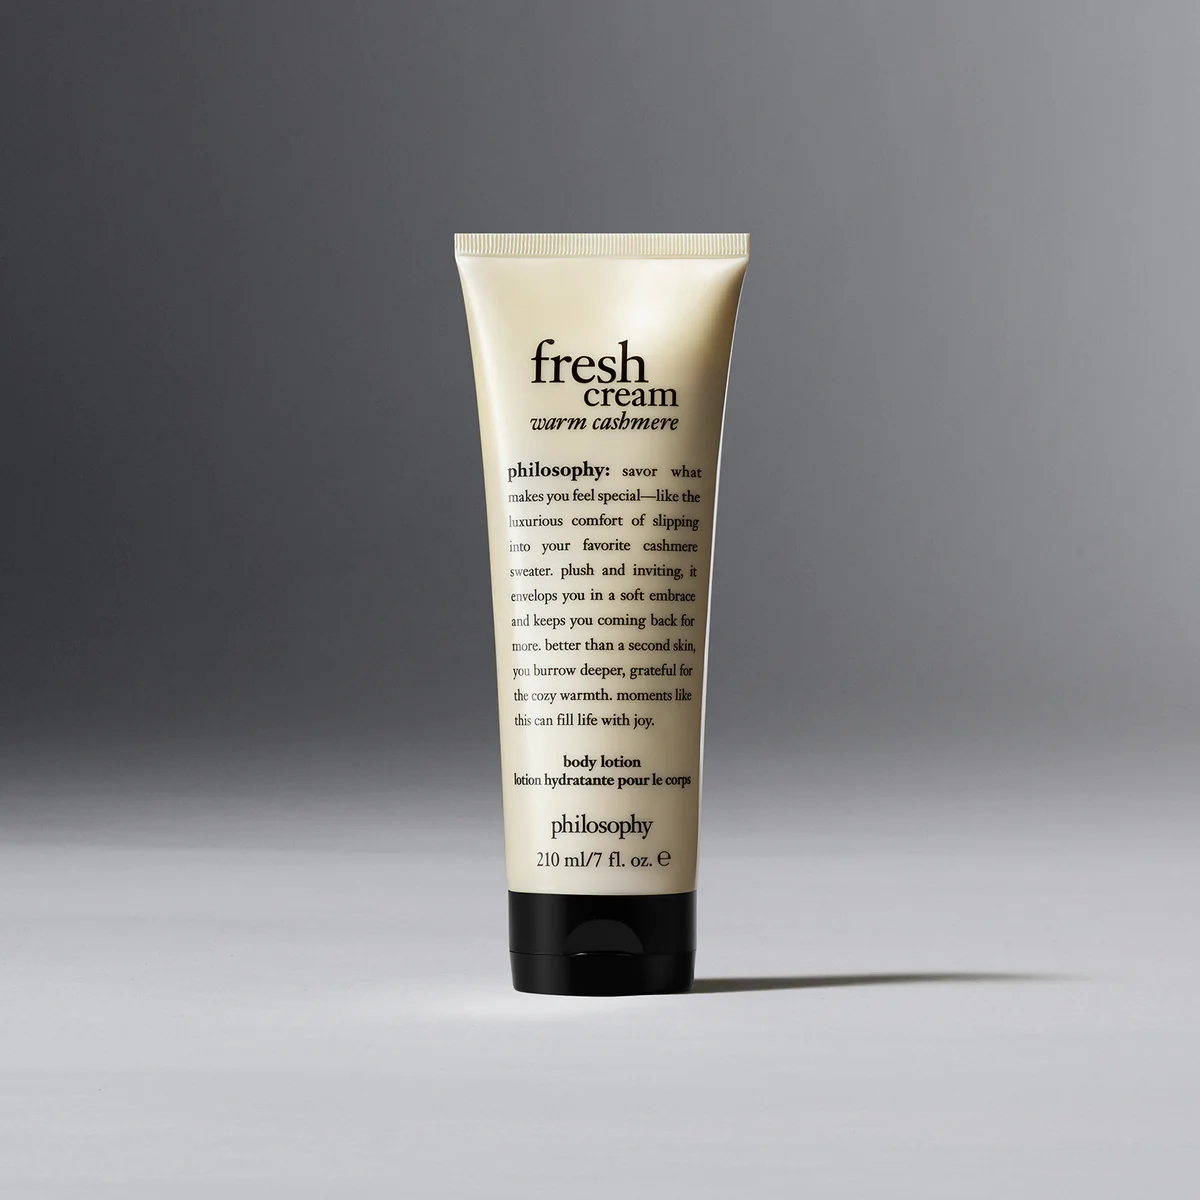 fresh
cream
warm cashmere
philosophy: savor what
makes you feel special—like the
luxurious comfort of slipping
into your favorite cashmere
sweater. plush and inviting, it
envelops you in a soft embrace
and keeps you coming back for
more. better than a second skin,
you burrow deeper, grateful for
the cozy warmth. moments like
this can fill life with joy.
body lotion
lotion hydratante pour le corps
philosophy
210 ml/7 fl. oz. ℮